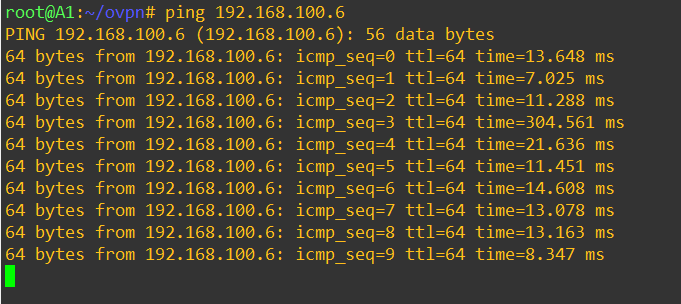 root@A1:~/ovpn# ping 192.168.100.6
PING 192.168.100.6 (192.168.100.6): 56 data bytes
64 bytes from 192.168.100.6: icmp_seq=0 ttl=64 time=13.648 ms
64 bytes from 192.168.100.6: icmp_seq=1 ttl=64 time=7.025 ms
64 bytes from 192.168.100.6: icmp_seq=2 ttl=64 time=11.288 ms
64 bytes from 192.168.100.6: icmp_seq=3 ttl=64 time=304.561 ms
64 bytes from 192.168.100.6: icmp_seq=4 ttl=64 time=21.636 ms
64 bytes from 192.168.100.6: icmp_seq=5 ttl=64 time=11.451 ms
64 bytes from 192.168.100.6: icmp_seq=6 ttl=64 time=14.608 ms
64 bytes from 192.168.100.6: icmp_seq=7 ttl=64 time=13.078 ms
64 bytes from 192.168.100.6: icmp_seq=8 ttl=64 time=13.163 ms
64 bytes from 192.168.100.6: icmp_seq=9 ttl=64 time=8.347 ms